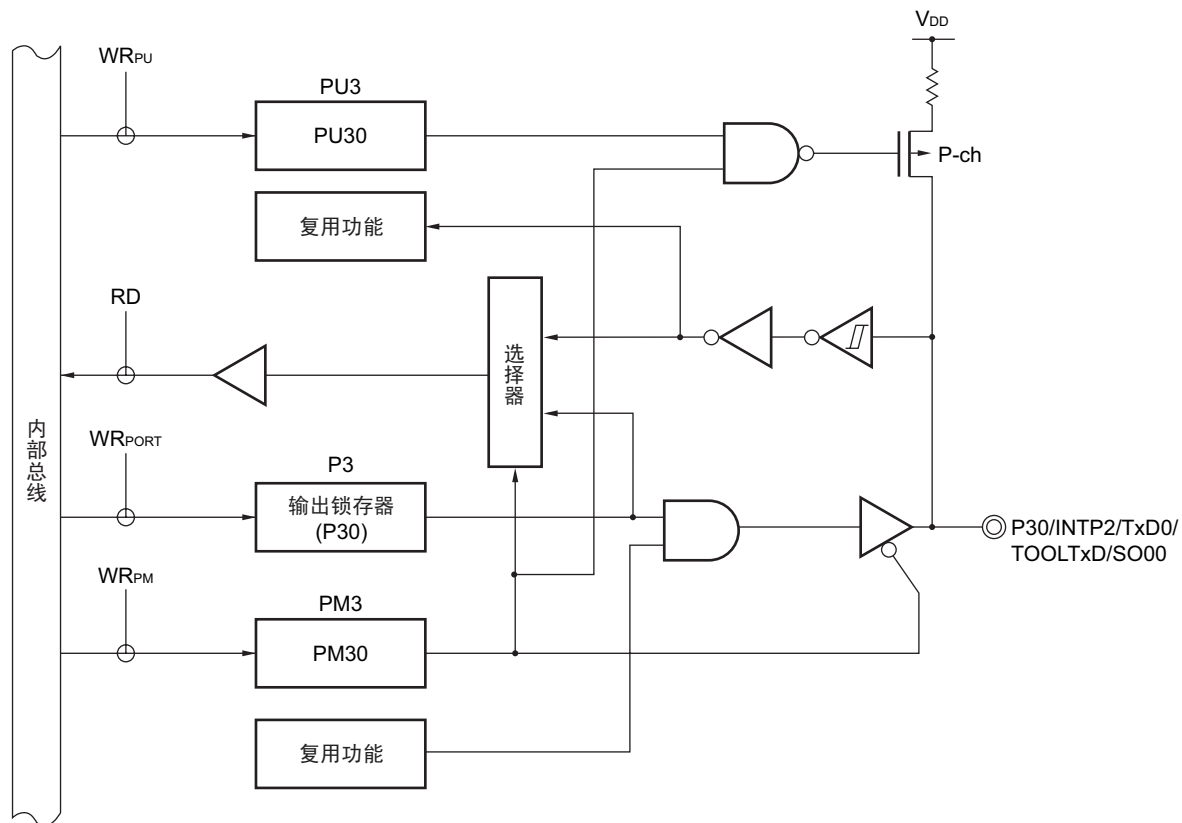 VDD
WRPU
PU3
PU30
P-ch
复用功能
RD
选择器
内部总线
WRPORT
P3
输出锁存器
(P30)
P30/INTP2/TxD0/
TOOLTxD/SO00
WRPM
PM3
PM30
复用功能